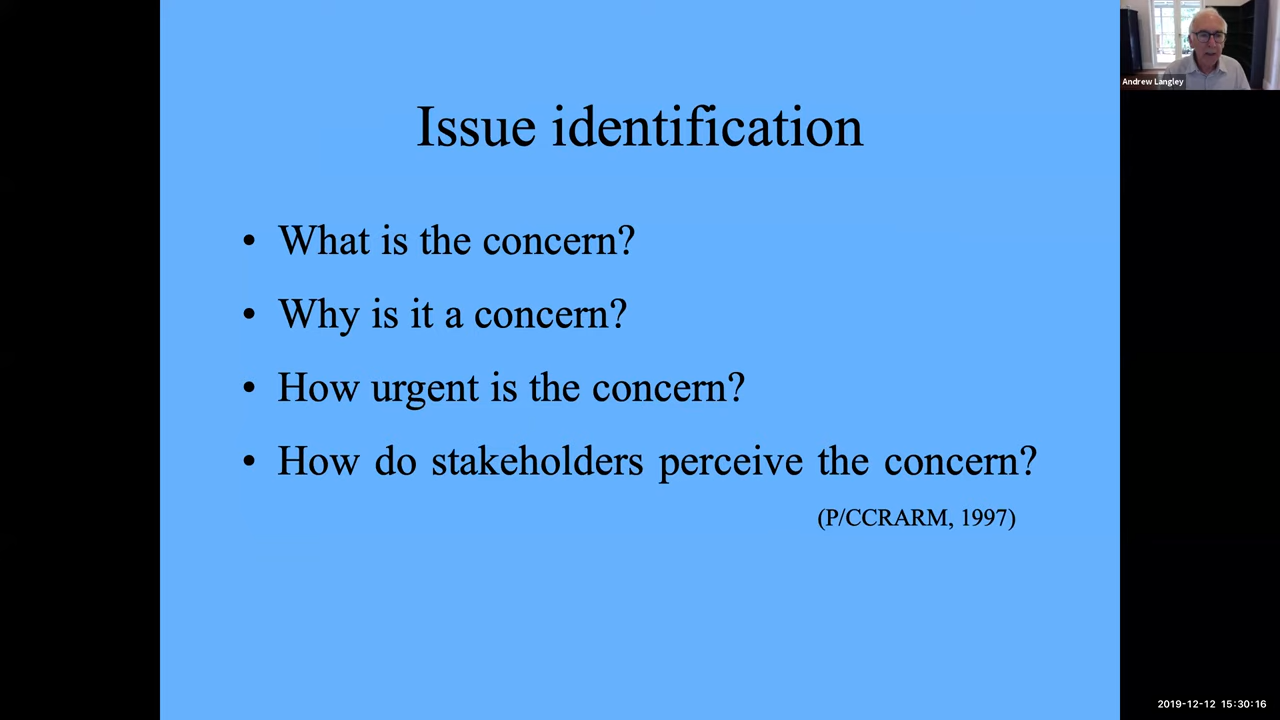 Issue identification
• What is the concern?
• Why is it a concern?
• How urgent is the concern?
• How do stakeholders perceive the concern?
(P/CCRARM, 1997)
Andrew Langley
2019-12-12 15:30:16